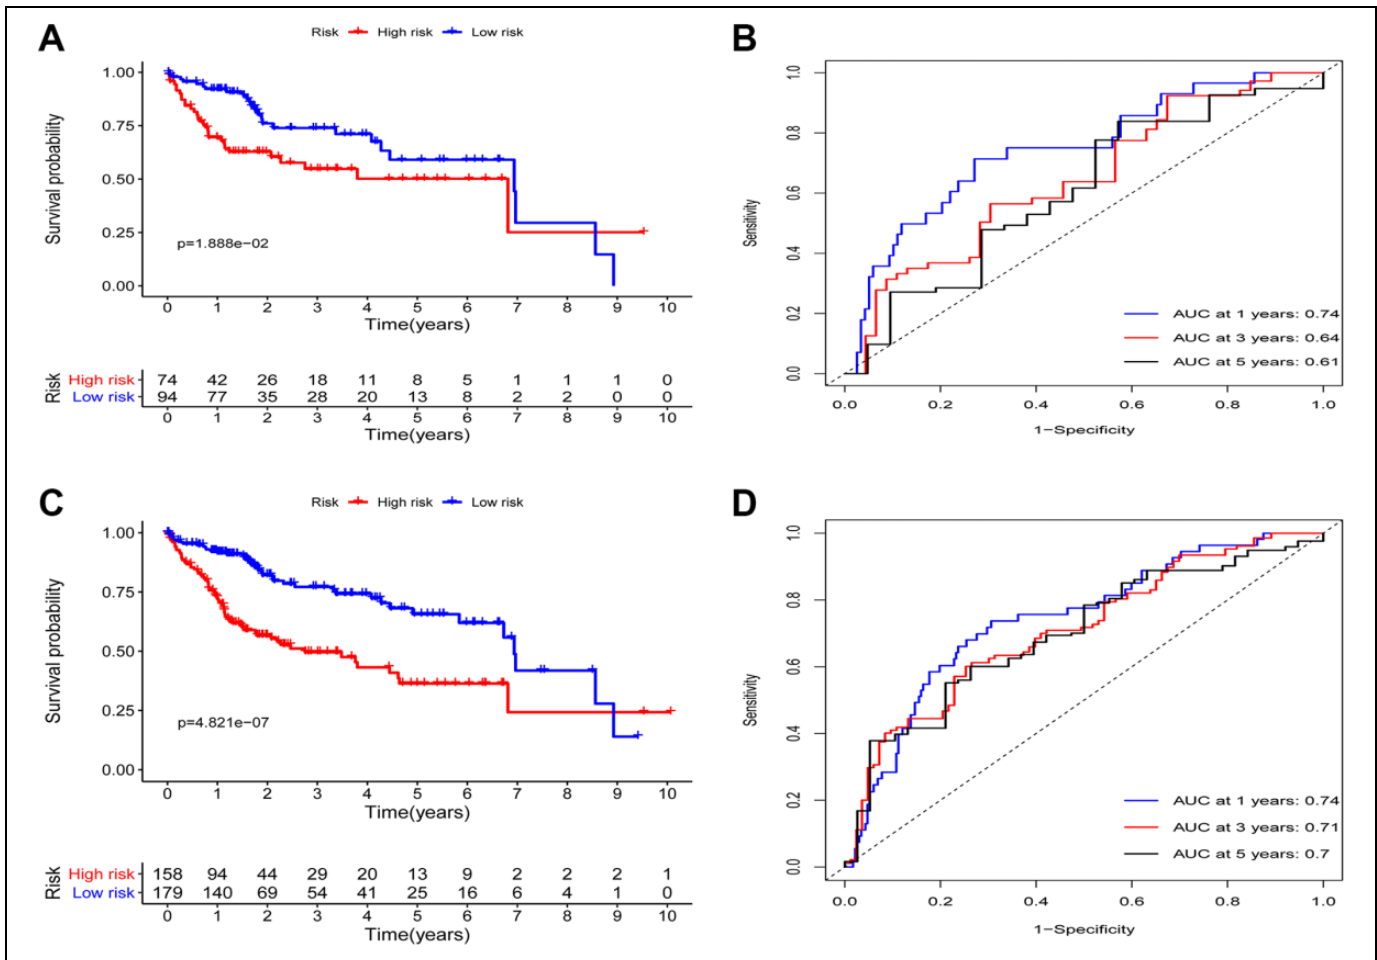 A
Risk High risk Low risk
Survival probability
1.00
0.75
0.50
0.25
0.00
p=1.888e-02
0 1 2 3 4 5 6 7 8 9 10
Time(years)
Risk
High risk 74 42 26 18 11 8 5 1 1 1 0
Low risk 94 77 35 28 20 13 8 2 2 0 0
0 1 2 3 4 5 6 7 8 9 10
Time(years)
B
Sensitivity
1.0
0.8
0.6
0.4
0.2
0.0
AUC at 1 years: 0.74
AUC at 3 years: 0.64
AUC at 5 years: 0.61
0.0 0.2 0.4 0.6 0.8 1.0
1-Specificity
C
Risk High risk Low risk
Survival probability
1.00
0.75
0.50
0.25
0.00
p=4.821e-07
0 1 2 3 4 5 6 7 8 9 10
Time(years)
Risk
High risk 158 94 44 29 20 13 9 2 2 2 1
Low risk 179 140 69 54 41 25 16 6 4 1 0
0 1 2 3 4 5 6 7 8 9 10
Time(years)
D
Sensitivity
1.0
0.8
0.6
0.4
0.2
0.0
AUC at 1 years: 0.74
AUC at 3 years: 0.71
AUC at 5 years: 0.7
0.0 0.2 0.4 0.6 0.8 1.0
1-Specificity